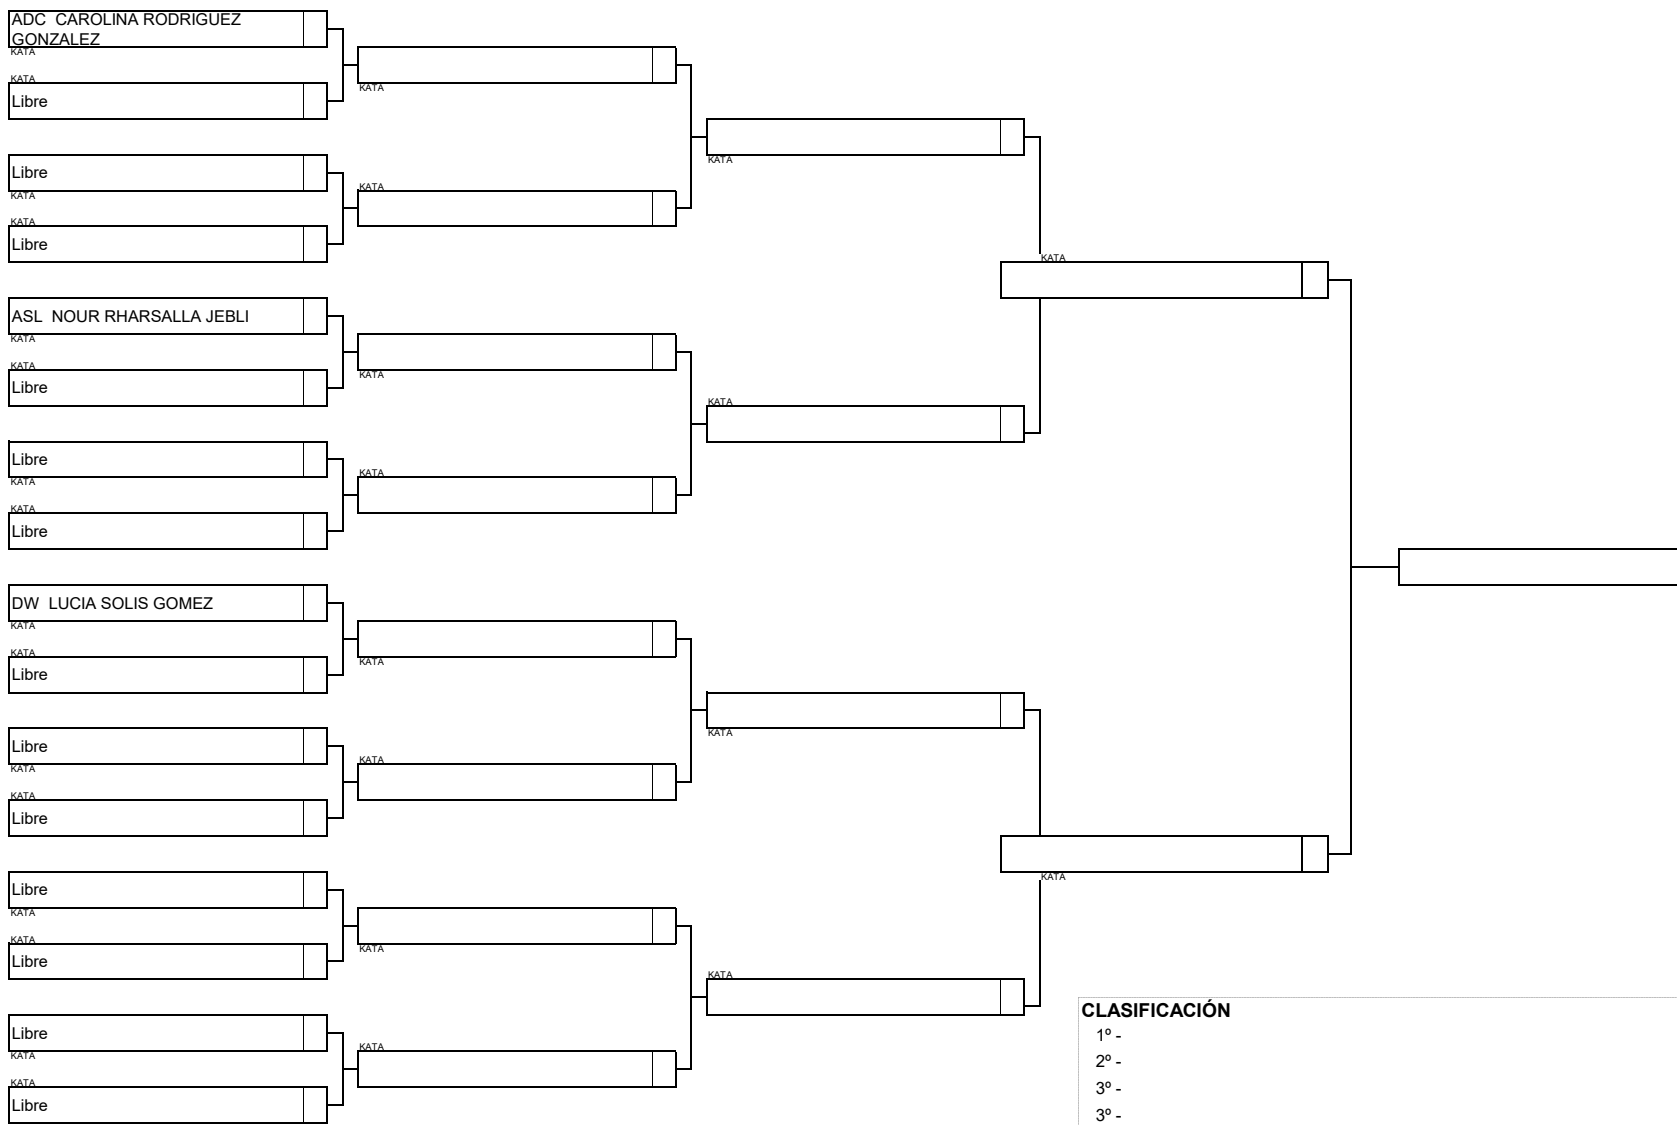 ADC  CAROLINA RODRIGUEZ
GONZALEZ
KATA
KATA
Libre
Libre
KATA
KATA
Libre
ASL  NOUR RHARSALLA JEBLI
KATA
KATA
Libre
Libre
KATA
KATA
Libre
DW  LUCIA SOLIS GOMEZ
KATA
KATA
Libre
Libre
KATA
KATA
Libre
Libre
KATA
KATA
Libre
Libre
KATA
KATA
Libre
KATA
KATA
KATA
KATA
KATA
KATA
KATA
KATA
KATA
KATA
KATA
KATA
KATA
KATA
CLASIFICACIÓN
1º -
2º -
3º -
3º -